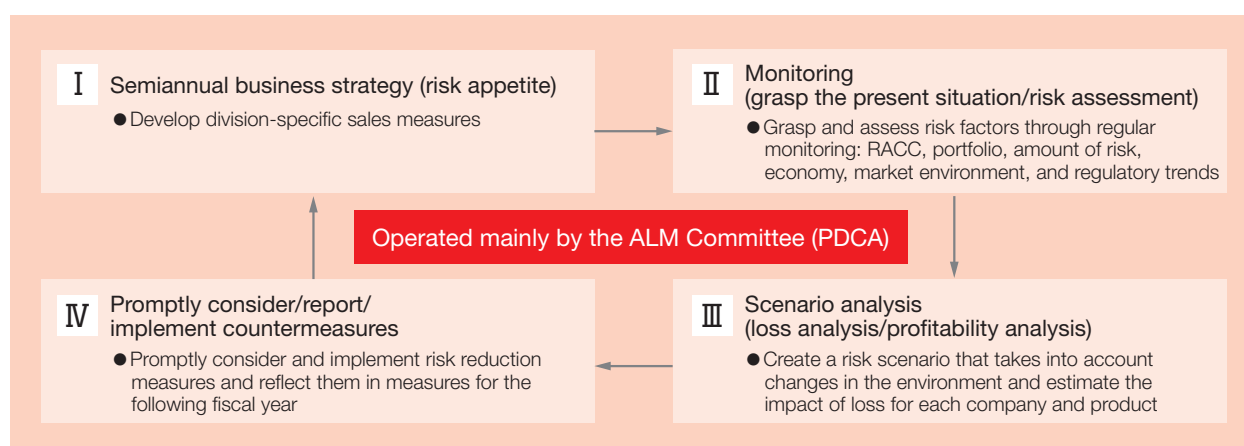 Ⅰ
Semiannual business strategy (risk appetite)
●Develop division-specific sales measures
Ⅱ
Monitoring
(grasp the present situation/risk assessment)
●Grasp and assess risk factors through regular
monitoring: RACC, portfolio, amount of risk,
economy, market environment, and regulatory trends
Operated mainly by the ALM Committee (PDCA)
Ⅳ
Promptly consider/report/
implement countermeasures
●Promptly consider and implement risk reduction
measures and reflect them in measures for the
following fiscal year
Ⅲ
Scenario analysis
(loss analysis/profitability analysis)
●Create a risk scenario that takes into account
changes in the environment and estimate the
impact of loss for each company and product